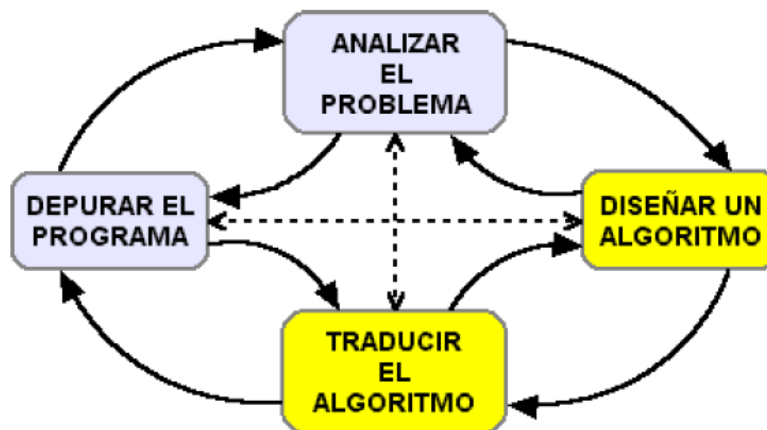 ANALIZAR
EL
PROBLEMA
DEPURAR EL
PROGRAMA
DISEÑAR UN
ALGORITMO
TRADUCIR
EL
ALGORITMO